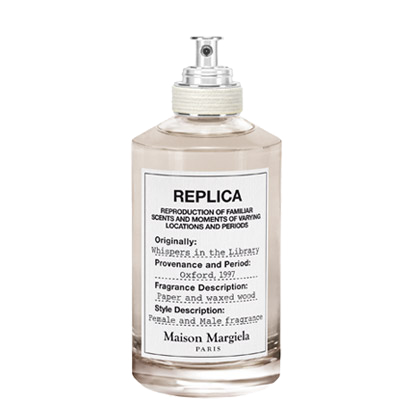 REPLICA
REPRODUCTION OF FAMILIAR
SCENTS AND MOMENTS OF VARYING
LOCATIONS AND PERIODS
Originally:
Whispers in the Library
Provenance and Period:
Oxford, 1997
Fragrance Description:
Paper and waxed wood
Style Description:
Female and Male fragrance
Maison Margiela
PARIS